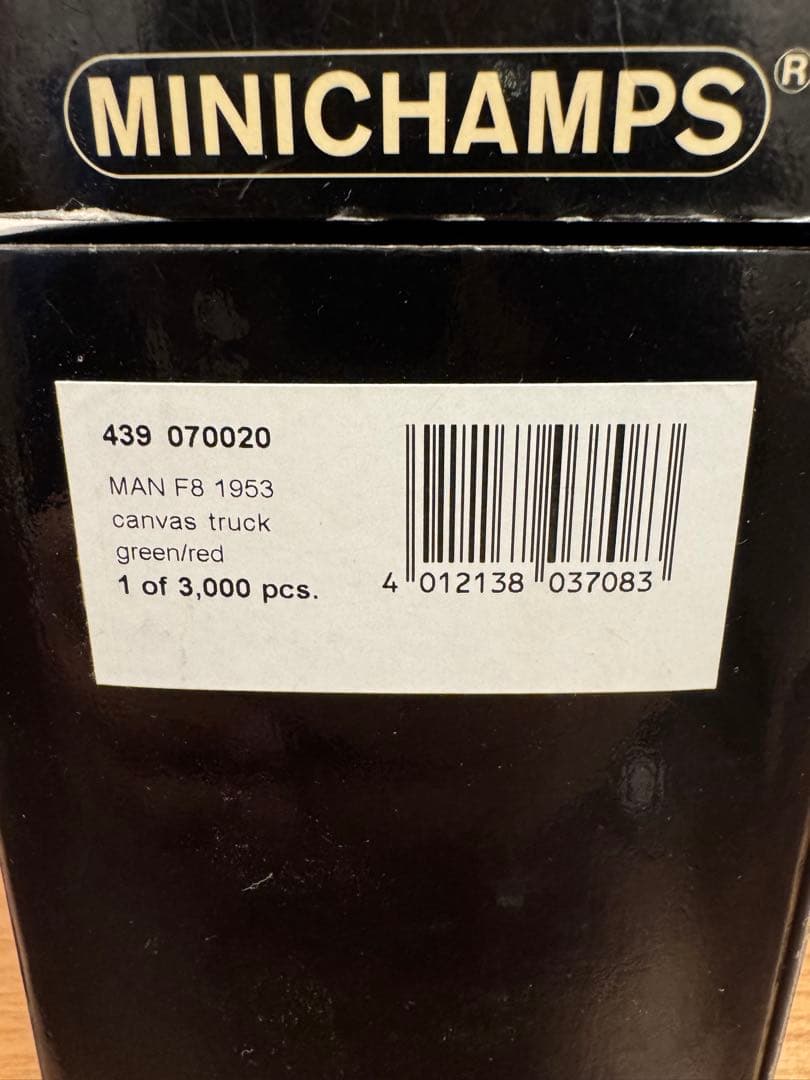 MINICHAMPS®
439 070020
MAN F8 1953
canvas truck
green/red
1 of 3,000 pcs.
4 012138 037083